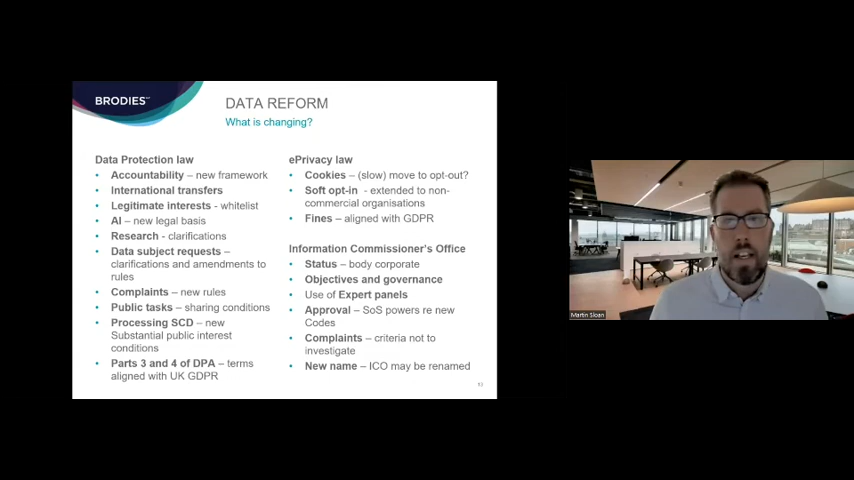 BRODIES LLP
DATA REFORM
What is changing?
Data Protection law
• Accountability – new framework
• International transfers
• Legitimate interests - whitelist
• AI – new legal basis
• Research - clarifications
• Data subject requests –
clarifications and amendments to
rules
• Complaints – new rules
• Public tasks – sharing conditions
• Processing SCD – new
Substantial public interest
conditions
• Parts 3 and 4 of DPA – terms
aligned with UK GDPR
ePrivacy law
• Cookies – (slow) move to opt-out?
• Soft opt-in - extended to non-
commercial organisations
• Fines – aligned with GDPR
Information Commissioner's Office
• Status – body corporate
• Objectives and governance
• Use of Expert panels
• Approval – SoS powers re new
Codes
• Complaints – criteria not to
investigate
• New name – ICO may be renamed
Martin Sloan